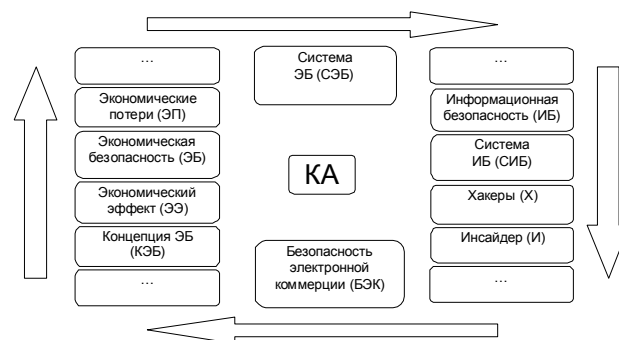 …
Экономические
потери (ЭП)
Экономическая
безопасность (ЭБ)
Экономический
эффект (ЭЭ)
Концепция ЭБ
(КЭБ)
…
Система
ЭБ (СЭБ)
КА
Безопасность
электронной
коммерции (БЭК)
…
Информационная
безопасность (ИБ)
Система
ИБ (СИБ)
Хакеры (Х)
Инсайдер (И)
…